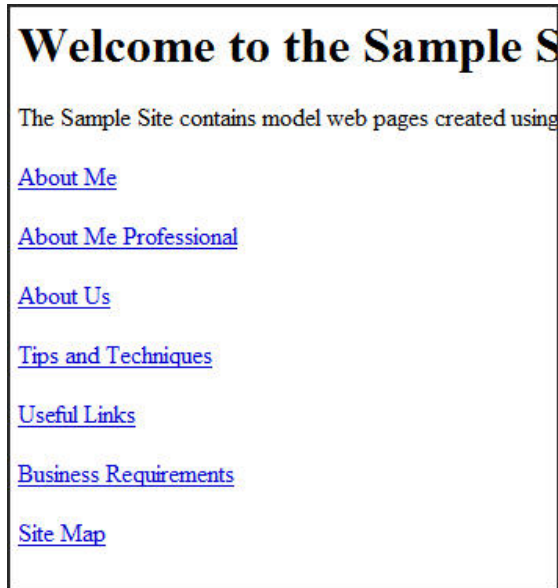 Welcome to the Sample S
The Sample Site contains model web pages created using
About Me
About Me Professional
About Us
Tips and Techniques
Useful Links
Business Requirements
Site Map